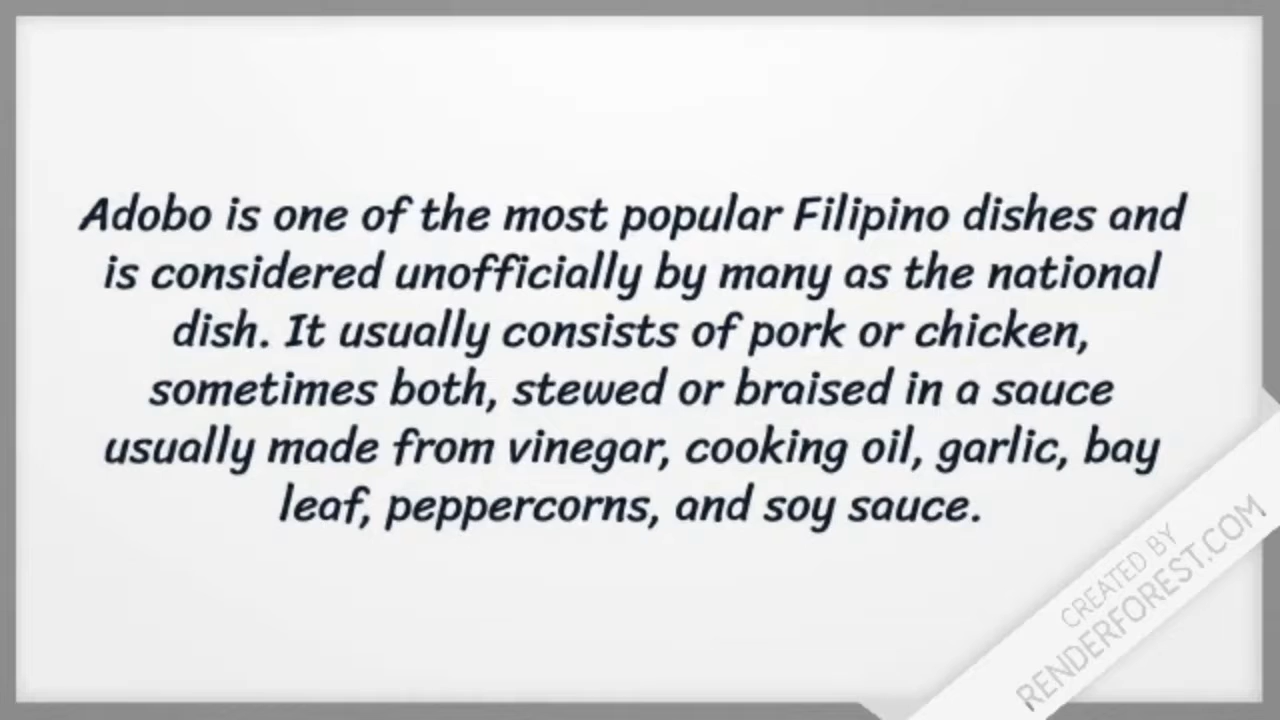 Adobo is one of the most popular Filipino dishes and
is considered unofficially by many as the national
dish. It usually consists of pork or chicken,
sometimes both, stewed or braised in a sauce
usually made from vinegar, cooking oil, garlic, bay
leaf, peppercorns, and soy sauce.
CREATED BY
RENDERFOREST.COM